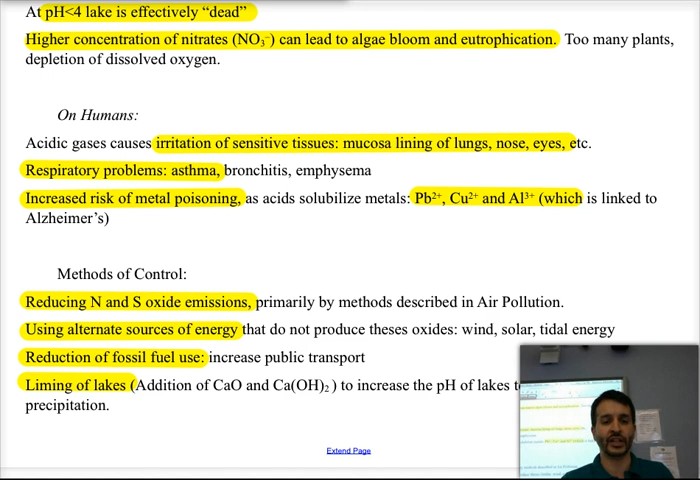 At pH<4 lake is effectively “dead”
Higher concentration of nitrates (NO₃⁻) can lead to algae bloom and eutrophication. Too many plants,
depletion of dissolved oxygen.
On Humans:
Acidic gases causes irritation of sensitive tissues: mucosa lining of lungs, nose, eyes, etc.
Respiratory problems: asthma, bronchitis, emphysema
Increased risk of metal poisoning, as acids solubilize metals: Pb²⁺, Cu²⁺ and Al³⁺ (which is linked to
Alzheimer’s)
Methods of Control:
Reducing N and S oxide emissions, primarily by methods described in Air Pollution.
Using alternate sources of energy that do not produce theses oxides: wind, solar, tidal energy
Reduction of fossil fuel use: increase public transport
Liming of lakes (Addition of CaO and Ca(OH)₂) to increase the pH of lakes
precipitation.
Extend Page